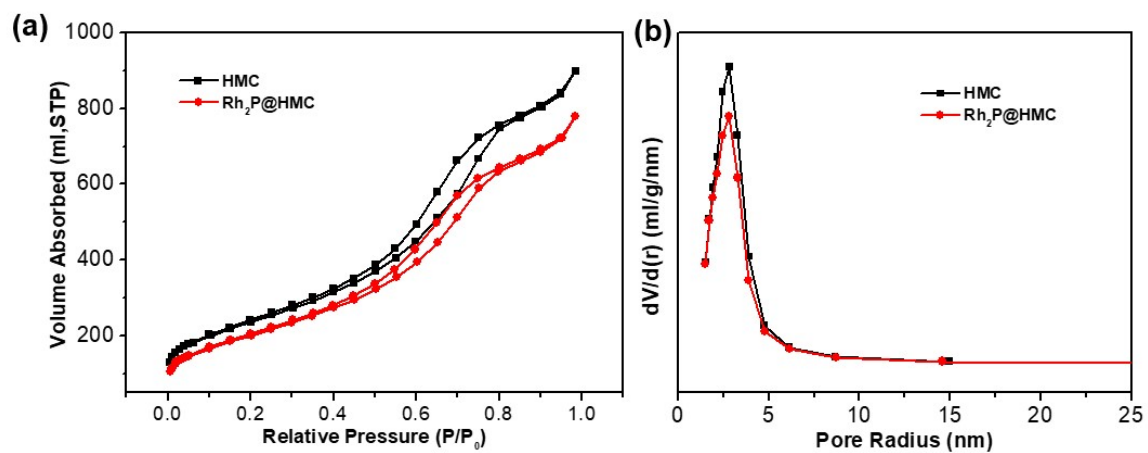 (a)
1000
800
600
400
200
Volume Absorbed (ml,STP)
HMC
Rh₂P@HMC
0.0 0.2 0.4 0.6 0.8 1.0
Relative Pressure (P/P₀)
(b)
dV/d(r) (ml/g/nm)
HMC
Rh₂P@HMC
0 5 10 15 20 25
Pore Radius (nm)